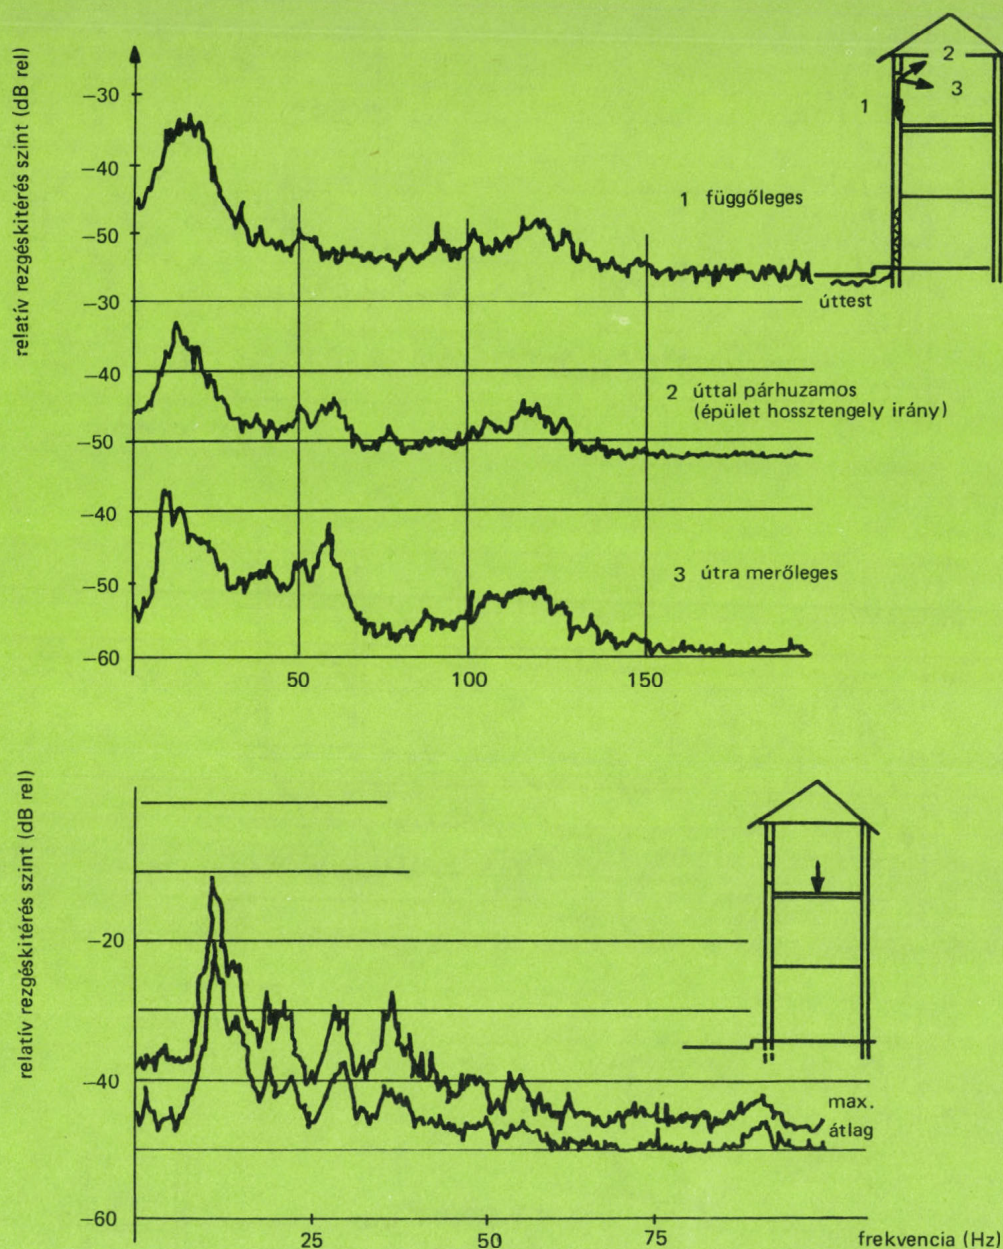 relatív rezgéskitérés szint (dB rel)
−30
−40
−50
−30
−40
−50
−40
−50
−60
50
100
150
1 függőleges
2 úttal párhuzamos
(épület hossztengely irány)
3 útra merőleges
1
2
3
úttest
relatív rezgéskitérés szint (dB rel)
−20
−40
−60
25
50
75
max.
átlag
frekvencia (Hz)